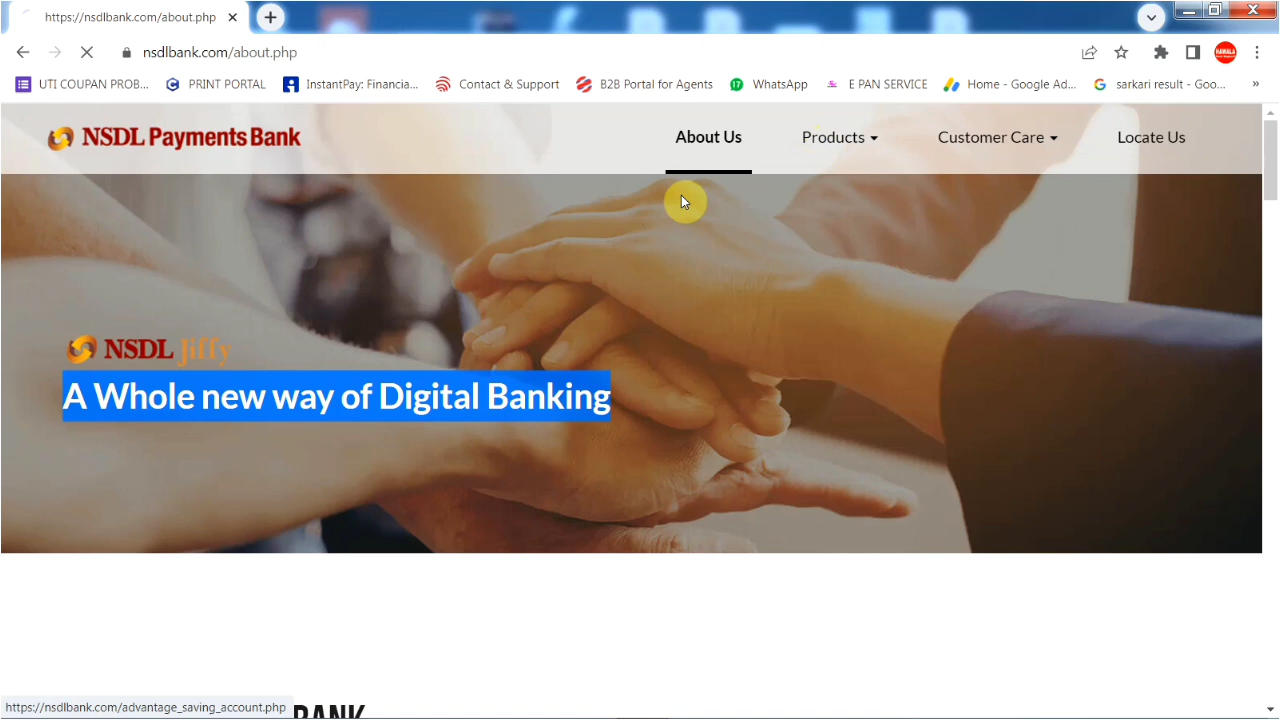 https://nsdlbank.com/about.php
nsdlbank.com/about.php
UTI COUPAN PROB... PRINT PORTAL InstantPay: Financia... Contact & Support B2B Portal for Agents 17 WhatsApp E PAN SERVICE Home - Google Ad... sarkari result - Goo... »
NSDL Payments Bank About Us Products Customer Care Locate Us
NSDL Jiffy
A Whole new way of Digital Banking
https://nsdlbank.com/advantage_saving_account.php
BANK